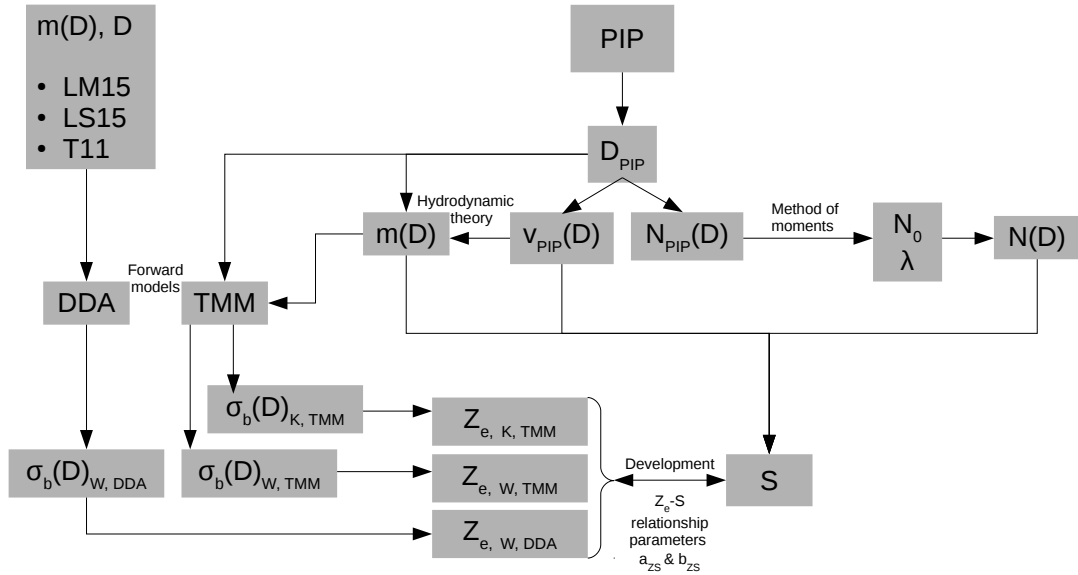 m(D), D
• LM15
• LS15
• T11
PIP
D_PIP
Hydrodynamic
theory
m(D)
v_PIP(D)
N_PIP(D)
Method of
moments
N_0
λ
N(D)
Forward
models
DDA
TMM
σ_b(D)_K, TMM
Z_e, K, TMM
σ_b(D)_W, DDA
σ_b(D)_W, TMM
Z_e, W, TMM
Z_e, W, DDA
Development
Z_e-S
relationship
parameters
a_ZS & b_ZS
S